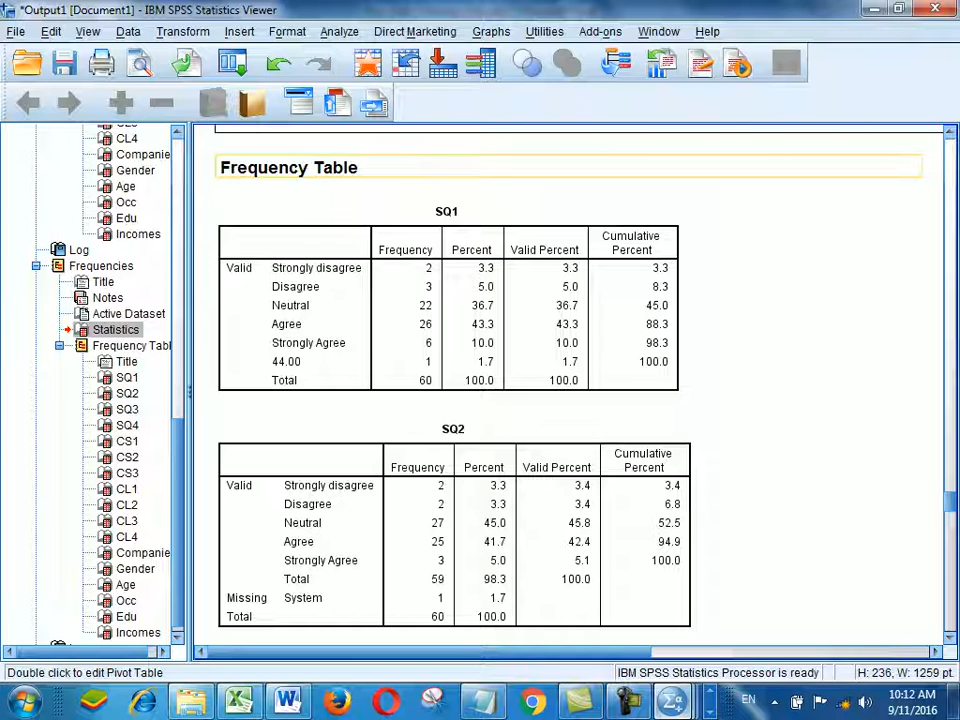 *Output1 [Document1] - IBM SPSS Statistics Viewer
File Edit View Data Transform Insert Format Analyze Direct Marketing Graphs Utilities Add-ons Window Help
CL4
Companie
Gender
Age
Occ
Edu
Incomes
Log
Frequencies
Title
Notes
Active Dataset
Statistics
Frequency Tabl
Title
SQ1
SQ2
SQ3
SQ4
CS1
CS2
CS3
CL1
CL2
CL3
CL4
Companie
Gender
Age
Occ
Edu
Incomes
Frequency Table
SQ1
Frequency Percent Valid Percent Cumulative Percent
Valid Strongly disagree 2 3.3 3.3 3.3
Disagree 3 5.0 5.0 8.3
Neutral 22 36.7 36.7 45.0
Agree 26 43.3 43.3 88.3
Strongly Agree 6 10.0 10.0 98.3
44.00 1 1.7 1.7 100.0
Total 60 100.0 100.0
SQ2
Frequency Percent Valid Percent Cumulative Percent
Valid Strongly disagree 2 3.3 3.4 3.4
Disagree 2 3.3 3.4 6.8
Neutral 27 45.0 45.8 52.5
Agree 25 41.7 42.4 94.9
Strongly Agree 3 5.0 5.1 100.0
Total 59 98.3 100.0
Missing System 1 1.7
Total 60 100.0
Double click to edit Pivot Table IBM SPSS Statistics Processor is ready H: 236, W: 1259 pt.
EN 10:12 AM
9/11/2016